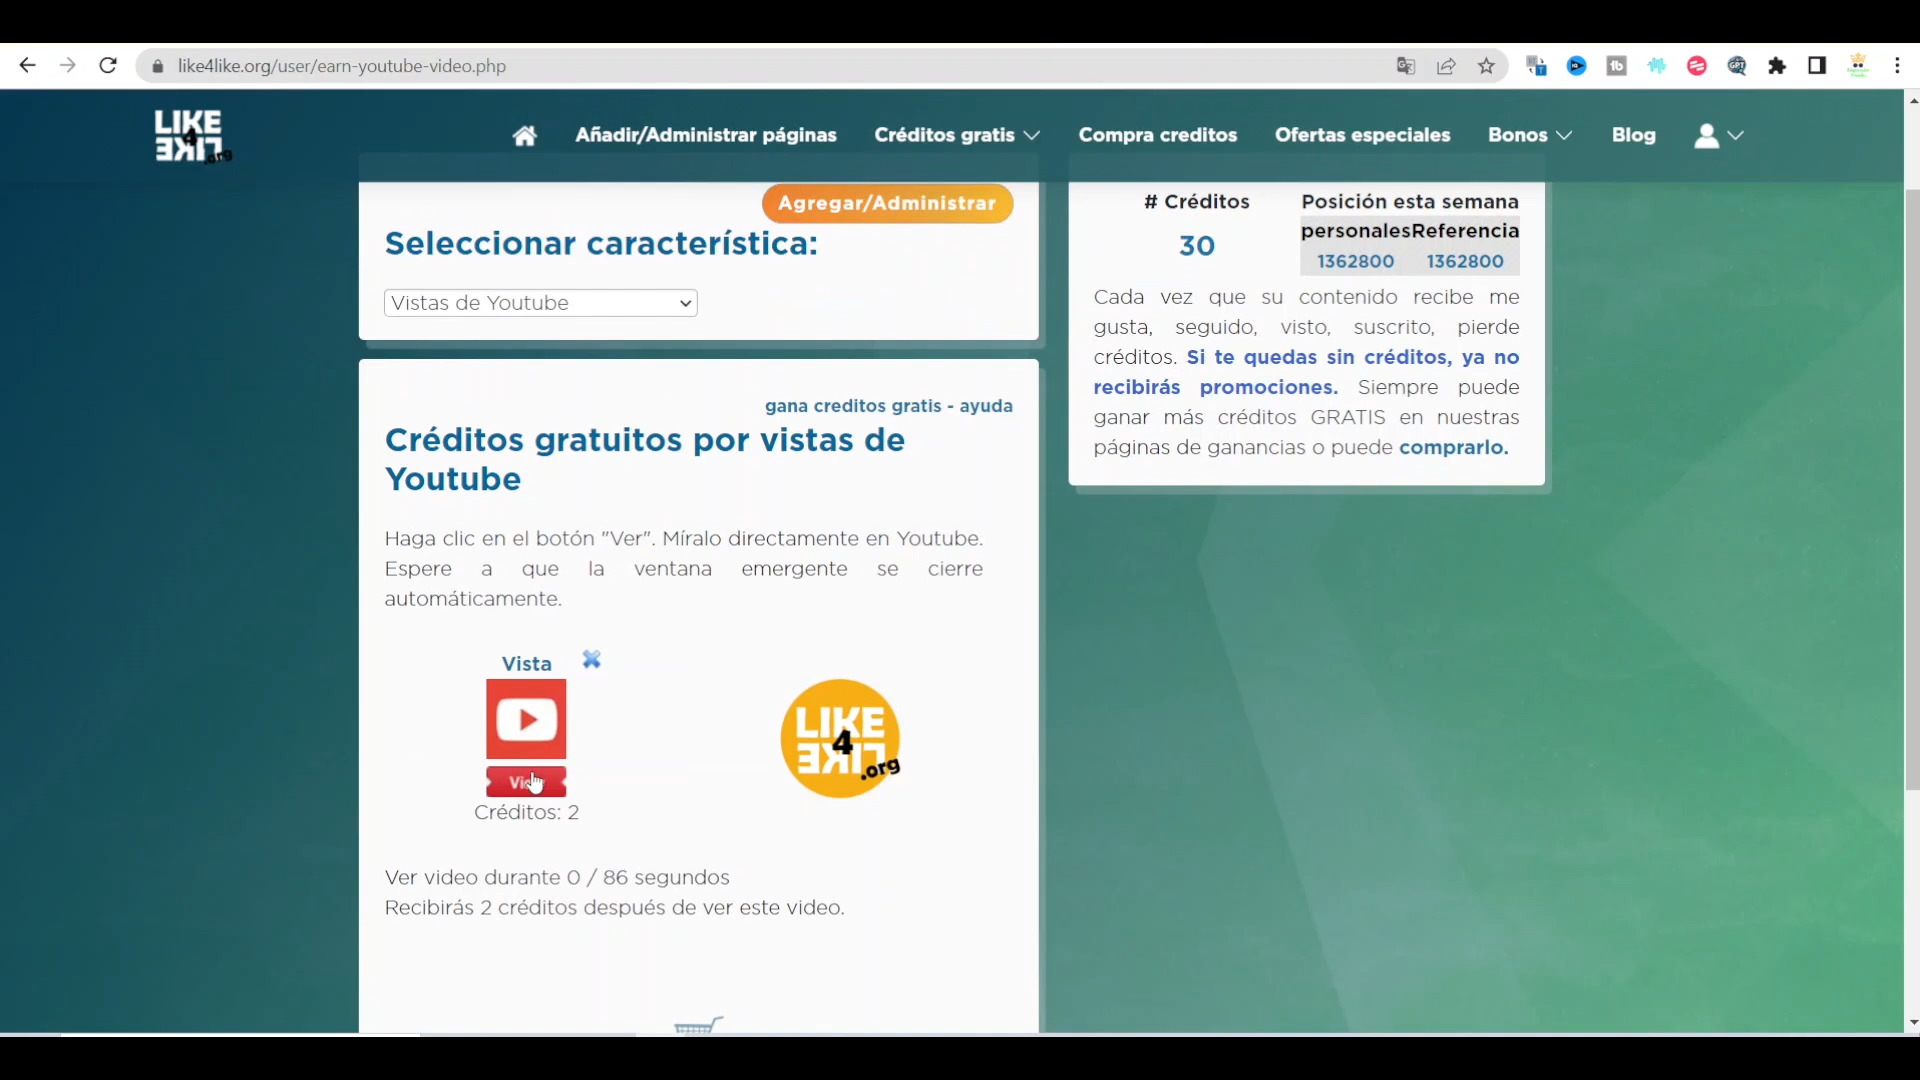 like4like.org/user/earn-youtube-video.php
LIKE
4
LIKE
.org
Añadir/Administrar páginas
Créditos gratis
Compra creditos
Ofertas especiales
Bonos
Blog
Agregar/Administrar
Seleccionar característica:
Vistas de Youtube
gana creditos gratis - ayuda
Créditos gratuitos por vistas de
Youtube
Haga clic en el botón "Ver". Míralo directamente en Youtube.
Espere a que la ventana emergente se cierre
automáticamente.
Vista
Créditos: 2
LIKE
4
LIKE
.org
Ver video durante 0 / 86 segundos
Recibirás 2 créditos después de ver este video.
# Créditos
30
Posición esta semana
personalesReferencia
1362800 1362800
Cada vez que su contenido recibe me
gusta, seguido, visto, suscrito, pierde
créditos. Si te quedas sin créditos, ya no
recibirás promociones. Siempre puede
ganar más créditos GRATIS en nuestras
páginas de ganancias o puede comprarlo.